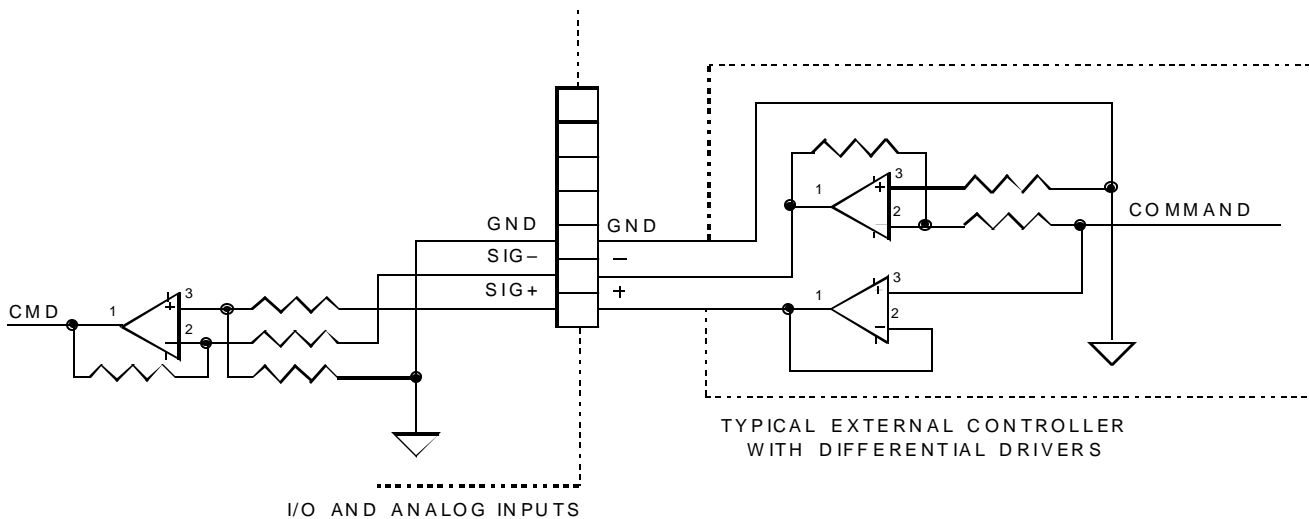 3
1
2
COMMAND
GND
GND
SIG–
–
SIG+
+
3
1
2
CMD
1
3
2
TYPICAL EXTERNAL CONTROLLER
WITH DIFFERENTIAL DRIVERS
I/O AND ANALOG INPUTS